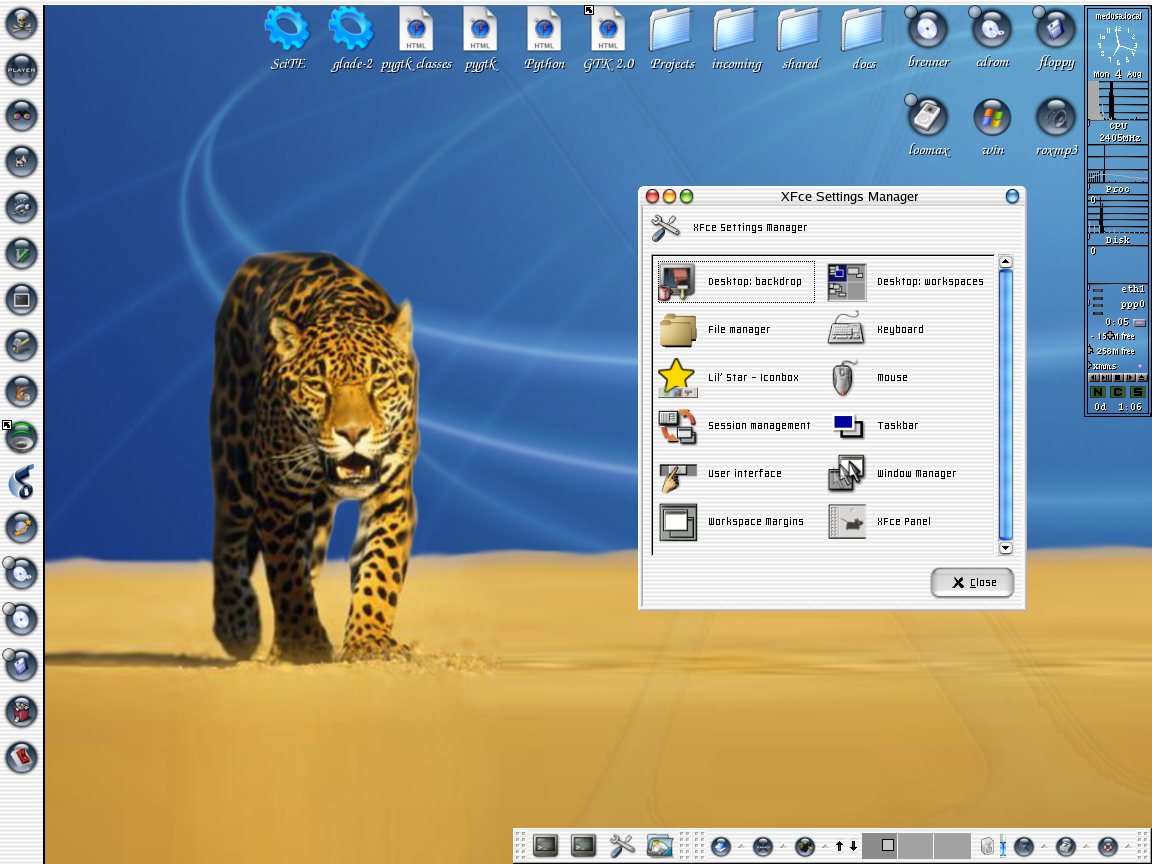 SciTE glade-2 pygtk classes pygtk Python GTK 2.0 Projects incoming shared docs brenner cdrom floppy
HTML HTML HTML HTML
loomax win roxmp3
PLAYER
XFce Settings Manager
XFce Settings Manager
Desktop: backdrop Desktop: workspaces
File manager Keyboard
Lil' Star - Iconbox Mouse
Session management Taskbar
User interface Window Manager
Workspace Margins XFce Panel
X Close
medusa.local
Mon 4 Aug
CPU
2405MHz
Proc
0
Disk
0
eth1
ppp0
0:05
258M free
xmms
N C S
0d 1:06